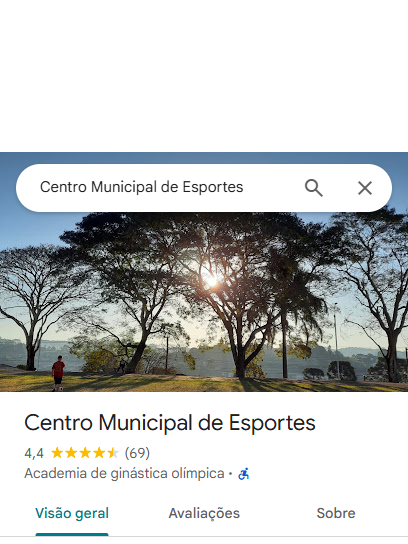 Centro Municipal de Esportes
Centro Municipal de Esportes
4,4 (69)
Academia de ginástica olímpica ·
Visão geral Avaliações Sobre